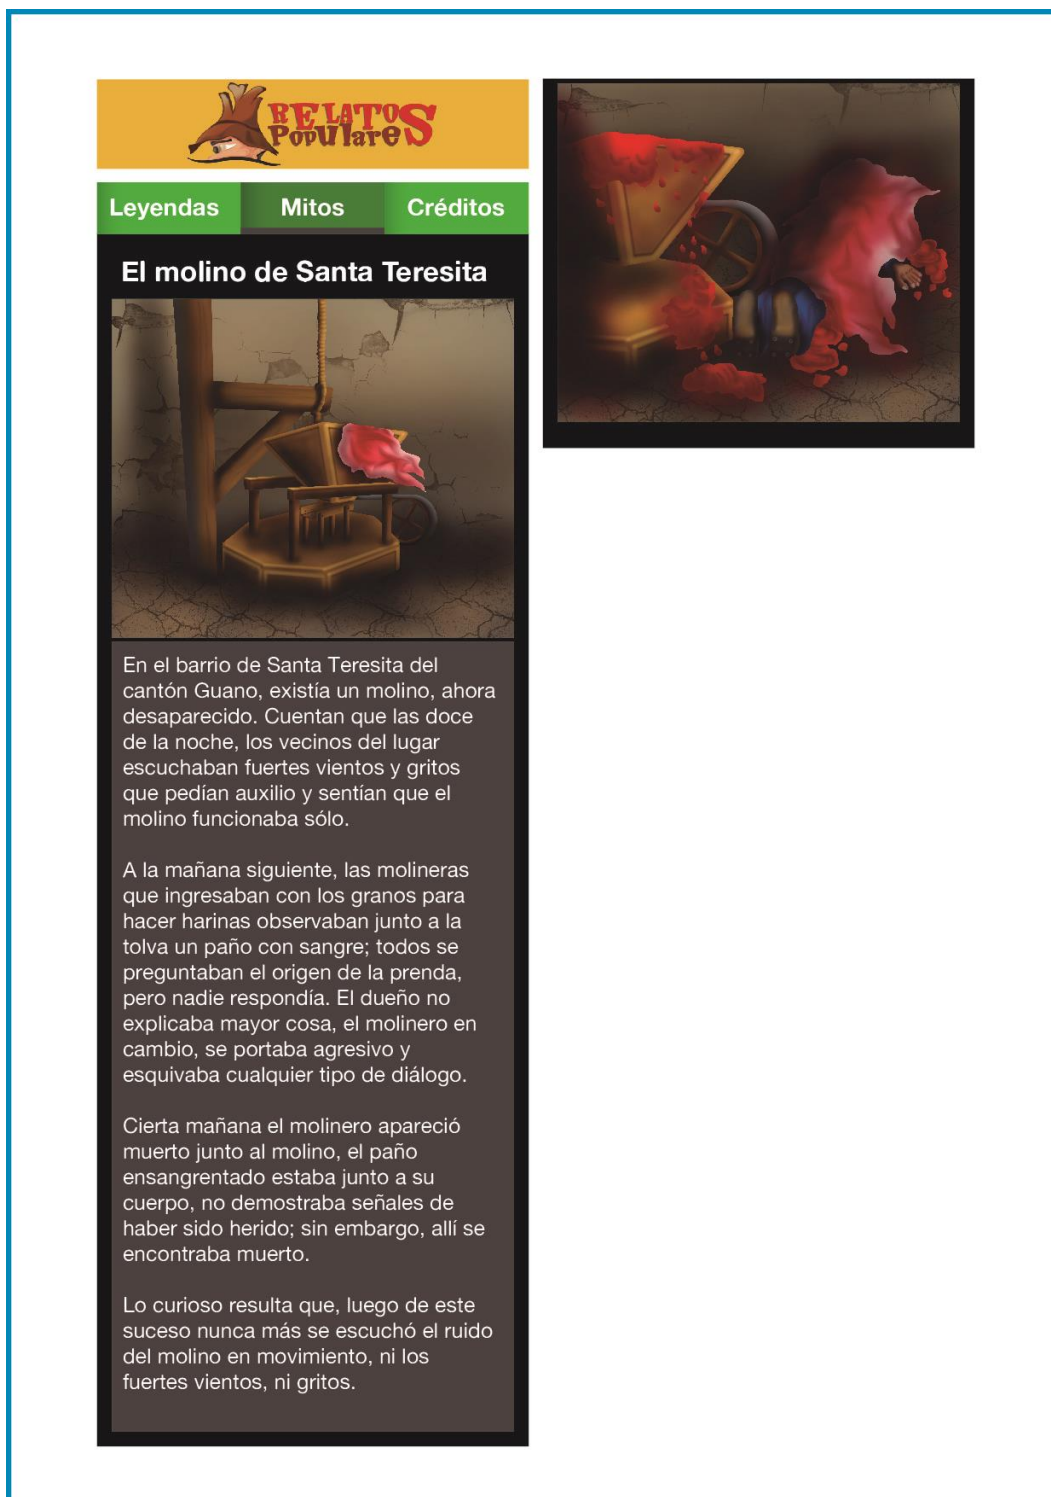 RELATOS
Populares
Leyendas Mitos Créditos
El molino de Santa Teresita
En el barrio de Santa Teresita del
cantón Guano, existía un molino, ahora
desaparecido. Cuentan que las doce
de la noche, los vecinos del lugar
escuchaban fuertes vientos y gritos
que pedían auxilio y sentían que el
molino funcionaba sólo.
A la mañana siguiente, las molineras
que ingresaban con los granos para
hacer harinas observaban junto a la
tolva un paño con sangre; todos se
preguntaban el origen de la prenda,
pero nadie respondía. El dueño no
explicaba mayor cosa, el molinero en
cambio, se portaba agresivo y
esquivaba cualquier tipo de diálogo.
Cierta mañana el molinero apareció
muerto junto al molino, el paño
ensangrentado estaba junto a su
cuerpo, no demostraba señales de
haber sido herido; sin embargo, allí se
encontraba muerto.
Lo curioso resulta que, luego de este
suceso nunca más se escuchó el ruido
del molino en movimiento, ni los
fuertes vientos, ni gritos.